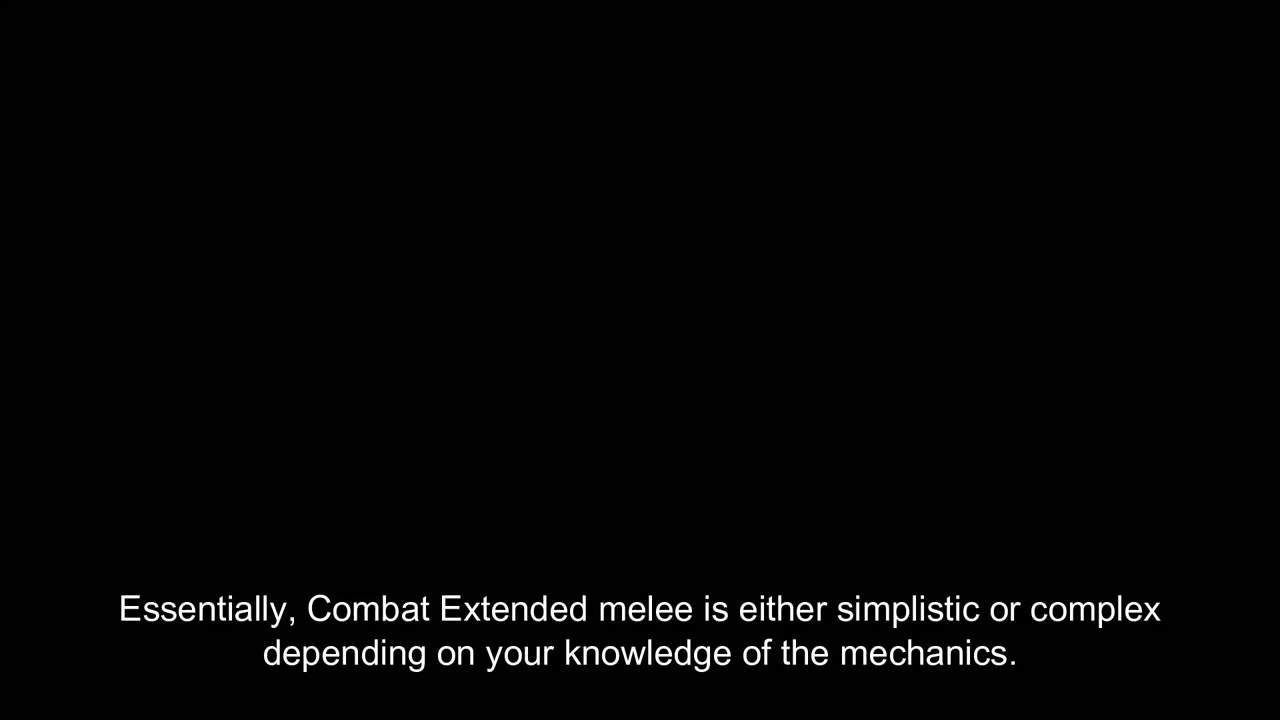 Essentially, Combat Extended melee is either simplistic or complex
depending on your knowledge of the mechanics.